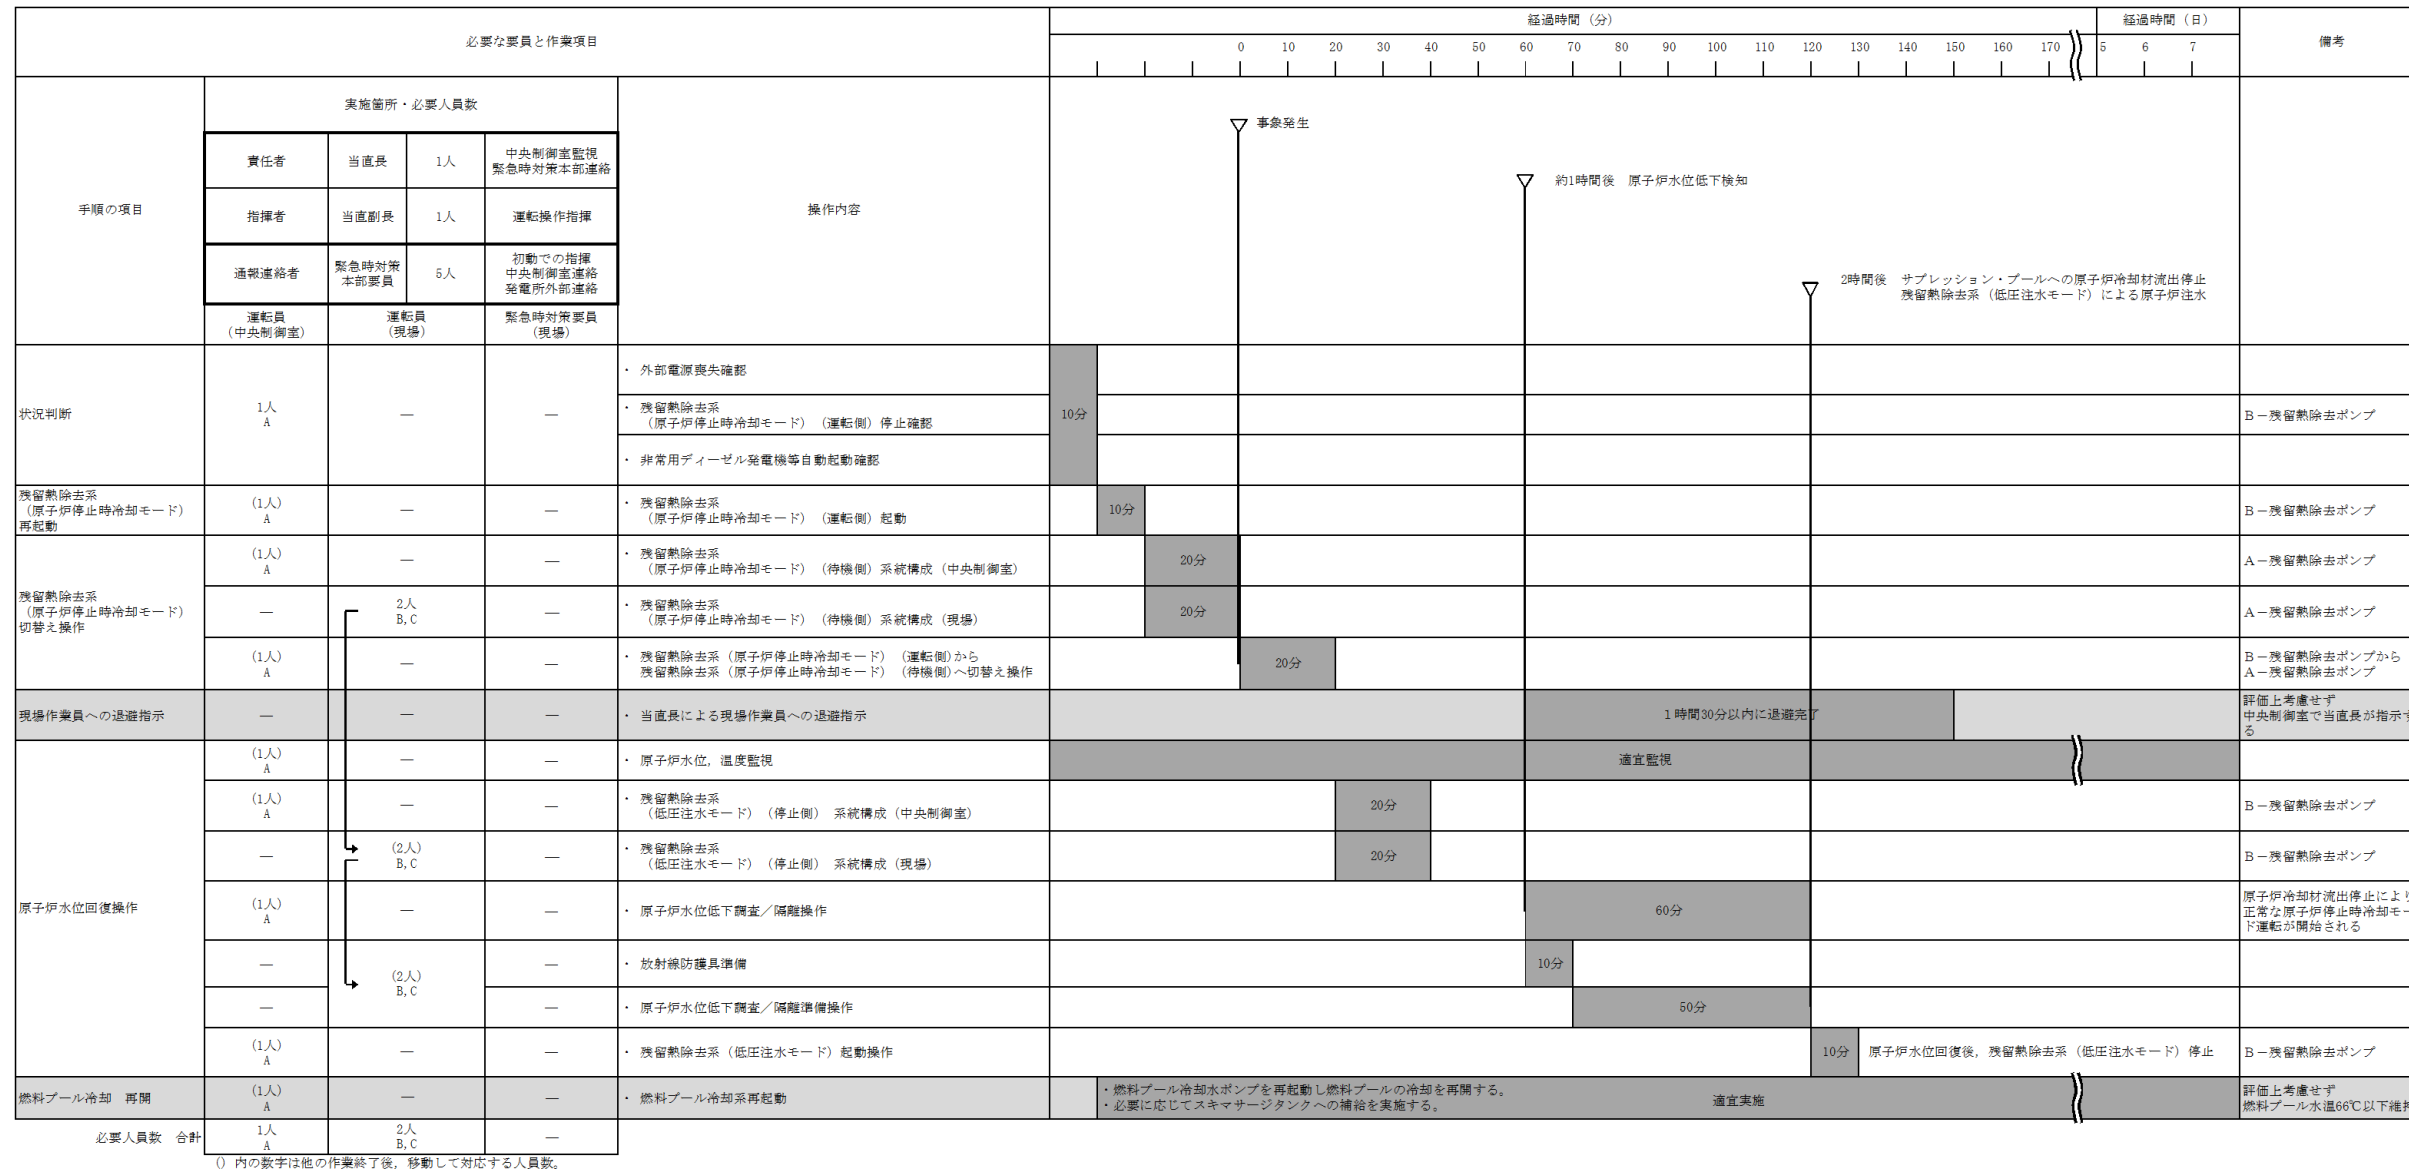 必要な要員と作業項目
経過時間（分）
経過時間（日）
備考
0 10 20 30 40 50 60 70 80 90 100 110 120 130 140 150 160 170 5 6 7
手順の項目
実施箇所・必要人員数
操作内容
責任者 当直長 1人 中央制御室監視
緊急時対策本部連絡
指揮者 当直副長 1人 運転操作指揮
通報連絡者 緊急時対策
本部要員 5人 初動での指揮
中央制御室連絡
発電所外部連絡
運転員
（中央制御室）
運転員
（現場）
緊急時対策要員
（現場）
事象発生
約1時間後　原子炉水位低下検知
2時間後　サプレッション・プールへの原子炉冷却材流出停止
残留熱除去系（低圧注水モード）による原子炉注水
状況判断
1人
A
―
―
・ 外部電源喪失確認
・ 残留熱除去系
（原子炉停止時冷却モード）（運転側）停止確認
・ 非常用ディーゼル発電機等自動起動確認
10分
B－残留熱除去ポンプ
残留熱除去系
（原子炉停止時冷却モード）
再起動
(1人)
A
―
―
・ 残留熱除去系
（原子炉停止時冷却モード）（運転側）起動
10分
B－残留熱除去ポンプ
残留熱除去系
（原子炉停止時冷却モード）
切替え操作
(1人)
A
―
―
・ 残留熱除去系
（原子炉停止時冷却モード）（待機側）系統構成（中央制御室）
20分
A－残留熱除去ポンプ
―
2人
B,C
―
・ 残留熱除去系
（原子炉停止時冷却モード）（待機側）系統構成（現場）
20分
A－残留熱除去ポンプ
(1人)
A
―
―
・ 残留熱除去系（原子炉停止時冷却モード）（運転側)から
残留熱除去系（原子炉停止時冷却モード）（待機側)へ切替え操作
20分
B－残留熱除去ポンプから
A－残留熱除去ポンプ
現場作業員への退避指示
―
―
―
・ 当直長による現場作業員への退避指示
１時間30分以内に退避完了
評価上考慮せず
中央制御室で当直長が指示す
る
原子炉水位回復操作
(1人)
A
―
―
・ 原子炉水位，温度監視
適宜監視
(1人)
A
―
―
・ 残留熱除去系
（低圧注水モード）（停止側）　系統構成（中央制御室）
20分
B－残留熱除去ポンプ
―
(2人)
B,C
―
・ 残留熱除去系
（低圧注水モード）（停止側）　系統構成（現場）
20分
B－残留熱除去ポンプ
(1人)
A
―
―
・ 原子炉水位低下調査／隔離操作
60分
原子炉冷却材流出停止により
正常な原子炉停止時冷却モー
ド運転が開始される
―
(2人)
B,C
―
・ 放射線防護具準備
10分
―
―
・ 原子炉水位低下調査／隔離準備操作
50分
(1人)
A
―
―
・ 残留熱除去系（低圧注水モード）起動操作
10分
原子炉水位回復後，残留熱除去系（低圧注水モード）停止
B－残留熱除去ポンプ
燃料プール冷却　再開
(1人)
A
―
―
・ 燃料プール冷却系再起動
・燃料プール冷却水ポンプを再起動し燃料プールの冷却を再開する。
・必要に応じてスキマサージタンクへの補給を実施する。
適宜実施
評価上考慮せず
燃料プール水温66℃以下維持
必要人員数　合計
1人
A
2人
B,C
―
（）内の数字は他の作業終了後，移動して対応する人員数。